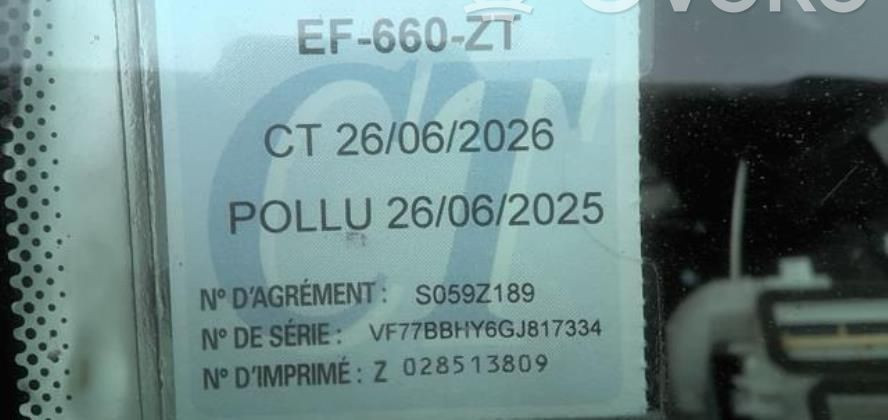 EF-660-ZT
CT 26/06/2026
POLLU 26/06/2025
N° D'AGRÉMENT : S059Z189
N° DE SÉRIE : VF77BBHY6GJ817334
N° D'IMPRIMÉ : Z 028513809